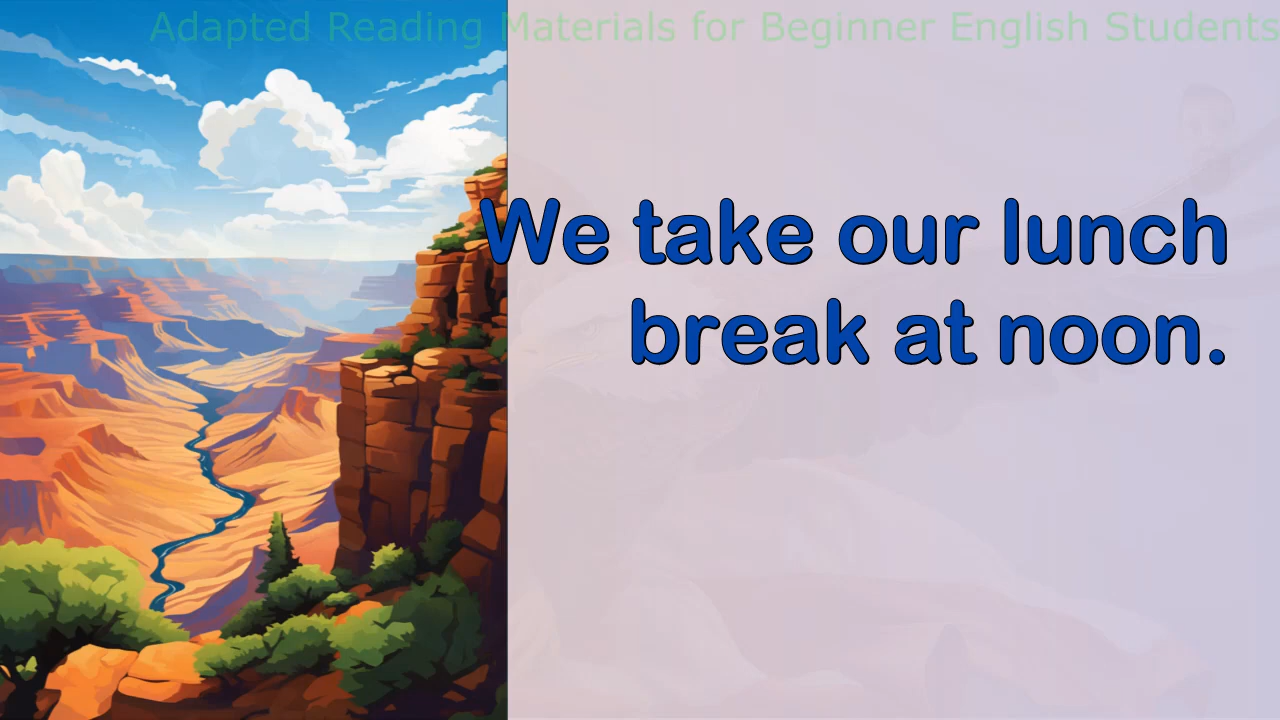 Adapted Reading Materials for Beginner English Students
We take our lunch
break at noon.